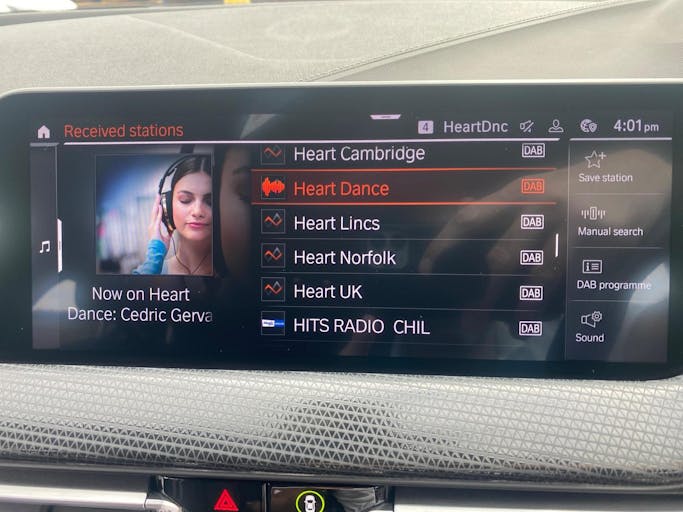 Received stations
4 HeartDnc 4:01pm
Heart Cambridge DAB
Heart Dance DAB
Heart Lincs DAB
Heart Norfolk DAB
Heart UK DAB
HITS RADIO CHIL DAB
Now on Heart
Dance: Cedric Gerva
Save station
Manual search
DAB programme
Sound